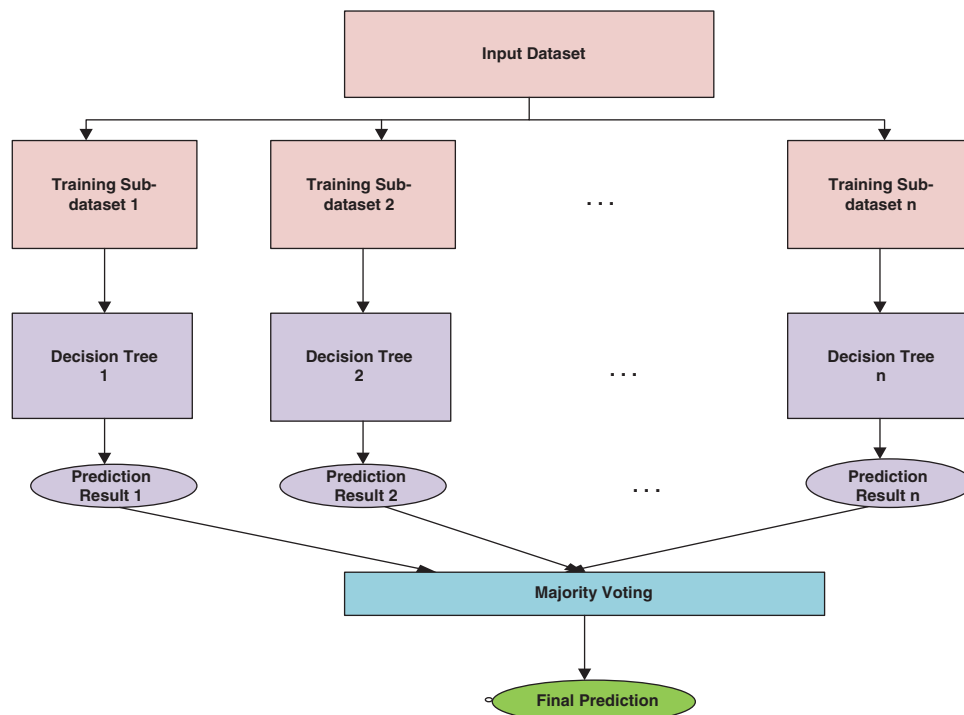 Input Dataset
Training Sub-
dataset 1
Training Sub-
dataset 2
. . .
Training Sub-
dataset n
Decision Tree
1
Decision Tree
2
. . .
Decision Tree
n
Prediction
Result 1
Prediction
Result 2
. . .
Prediction
Result n
Majority Voting
Final Prediction